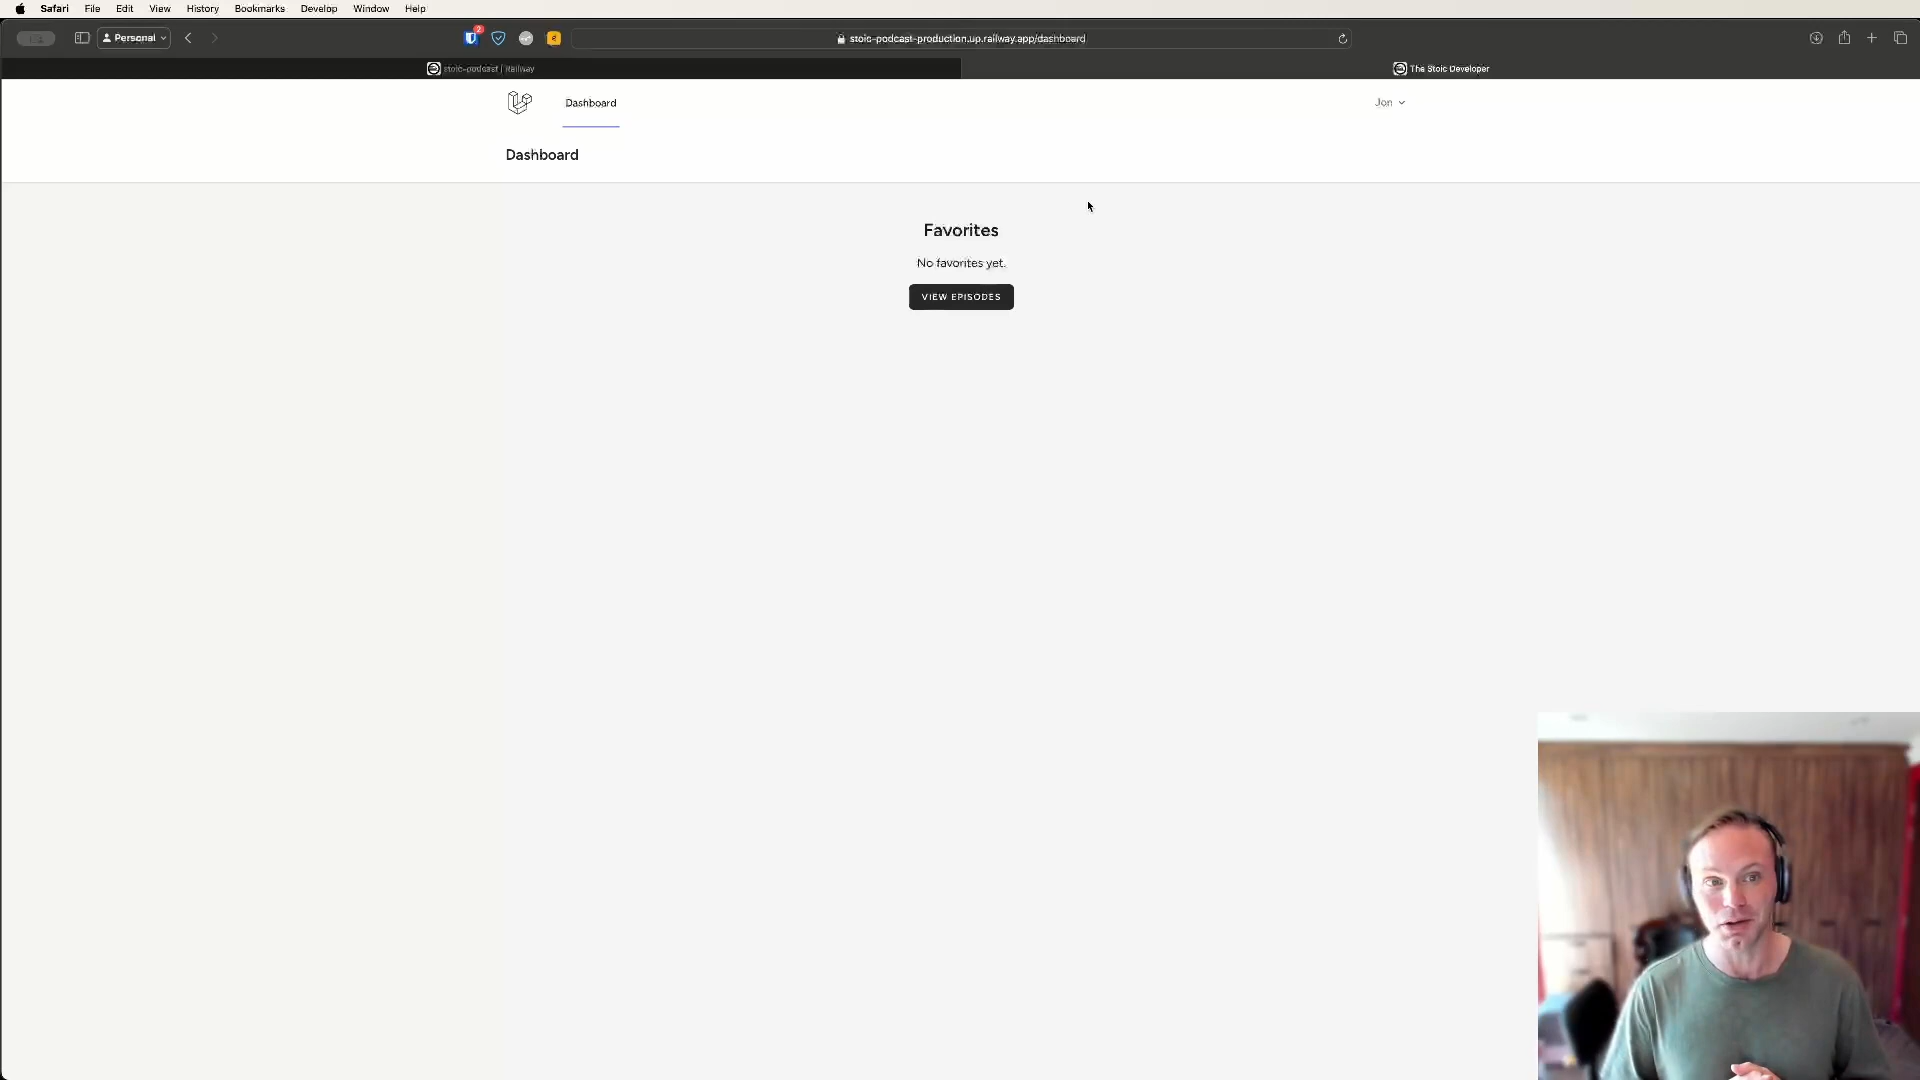 Safari File Edit View History Bookmarks Develop Window Help
Personal
2
stoic-podcast-production.up.railway.app/dashboard
stoic-podcast | Railway
The Stoic Developer
Dashboard
Jon
Dashboard
Favorites
No favorites yet.
VIEW EPISODES